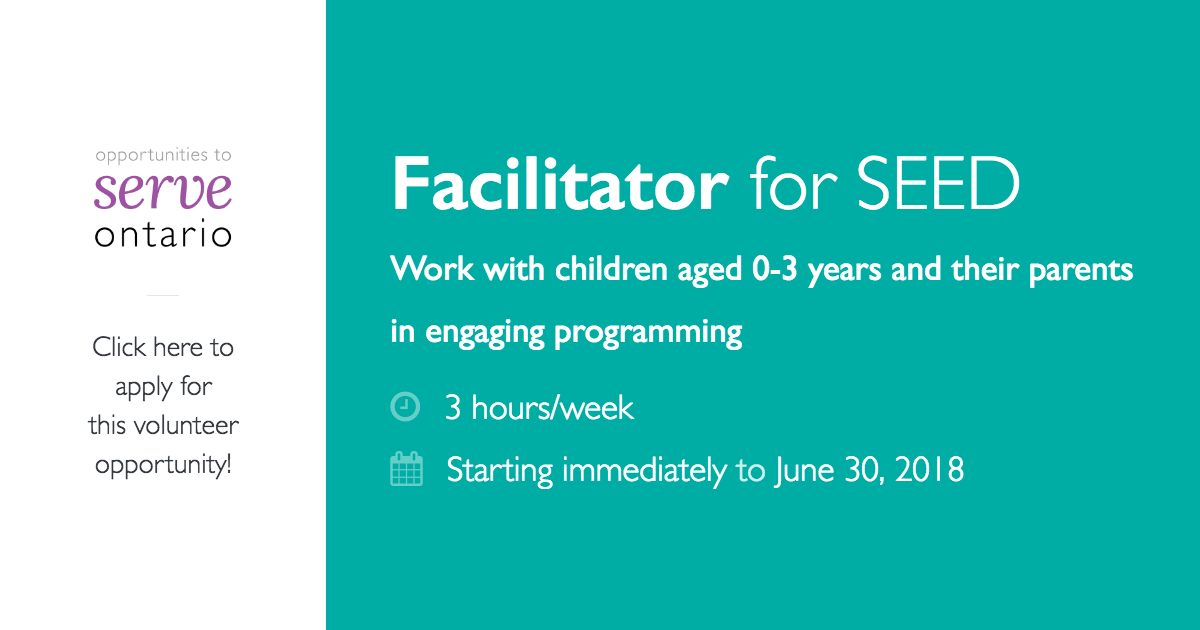 opportunities to
serve
ontario
Click here to
apply for
this volunteer
opportunity!
Facilitator for SEED
Work with children aged 0-3 years and their parents
in engaging programming
3 hours/week
Starting immediately to June 30, 2018